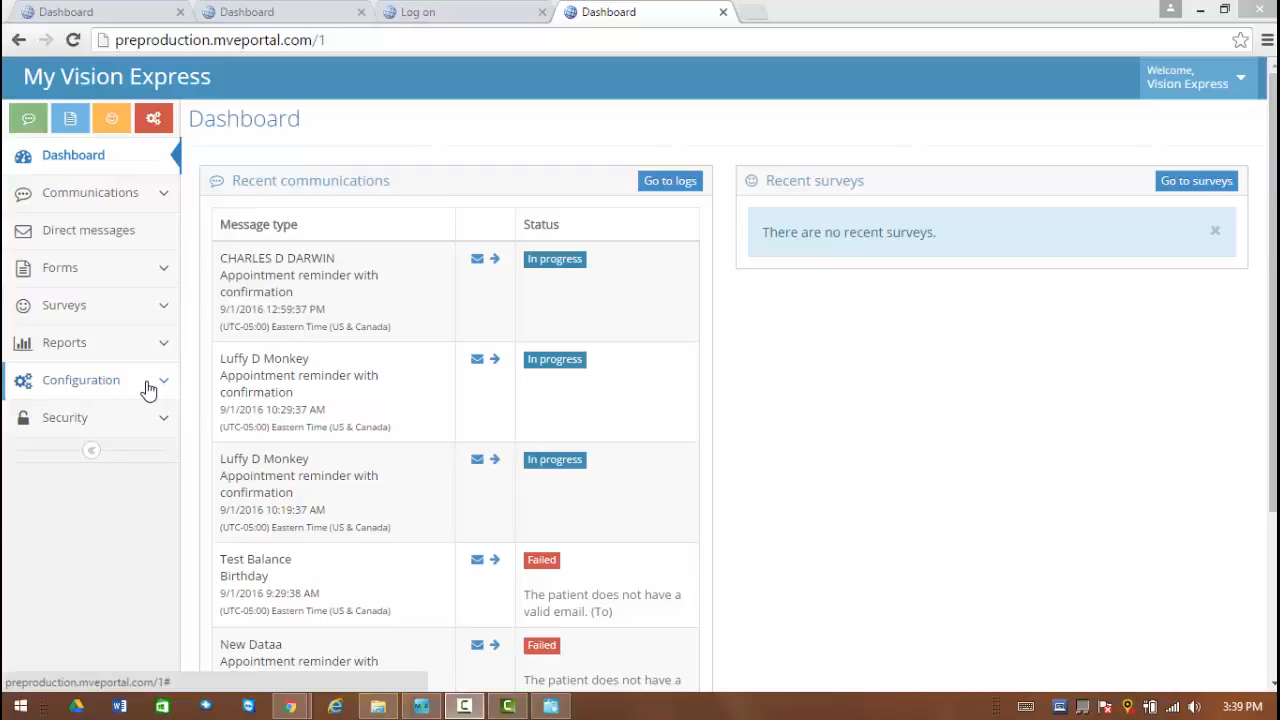 Dashboard
Dashboard
Log on
Dashboard
preproduction.mveportal.com/1
My Vision Express
Welcome,
Vision Express
Dashboard
Dashboard
Communications
Direct messages
Forms
Surveys
Reports
Configuration
Security
Recent communications
Go to logs
Message type
Status
CHARLES D DARWIN
Appointment reminder with
confirmation
9/1/2016 12:59:37 PM
(UTC-05:00) Eastern Time (US & Canada)
In progress
Luffy D Monkey
Appointment reminder with
confirmation
9/1/2016 10:29:37 AM
(UTC-05:00) Eastern Time (US & Canada)
In progress
Luffy D Monkey
Appointment reminder with
confirmation
9/1/2016 10:19:37 AM
(UTC-05:00) Eastern Time (US & Canada)
In progress
Test Balance
Birthday
9/1/2016 9:29:38 AM
(UTC-05:00) Eastern Time (US & Canada)
Failed
The patient does not have a
valid email. (To)
New Dataa
Appointment reminder with
Failed
The patient does not have a
Recent surveys
Go to surveys
There are no recent surveys.
preproduction.mveportal.com/1#
3:39 PM